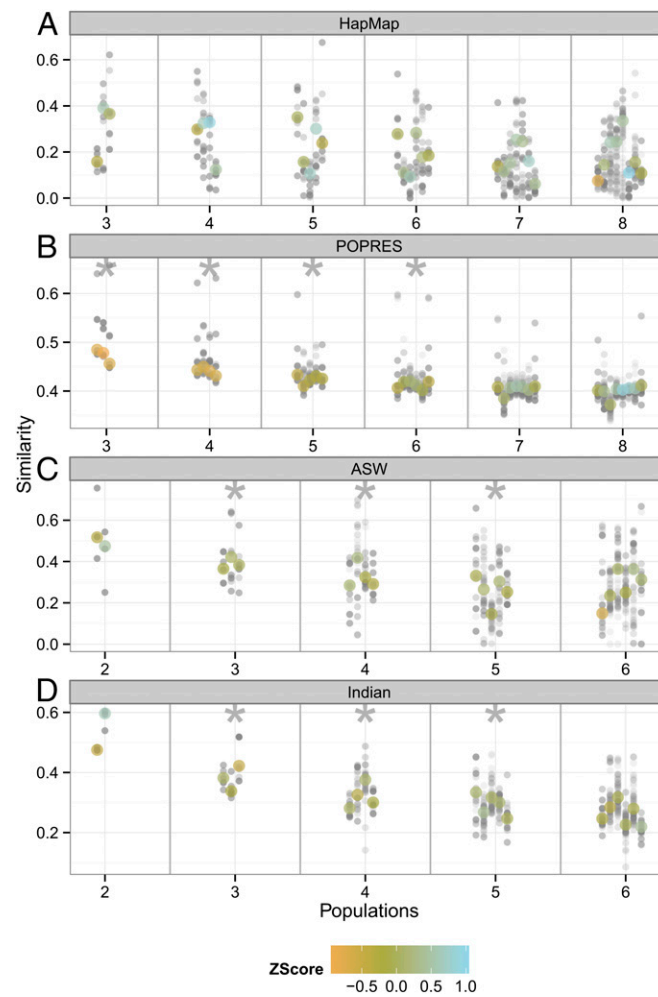 A
HapMap
0.6
0.4
0.2
0.0
3 4 5 6 7 8
B
POPRES
* * * *
0.6
0.5
0.4
3 4 5 6 7 8
Similarity
C
ASW
* * *
0.6
0.4
0.2
0.0
2 3 4 5 6
D
Indian
* * *
0.6
0.4
0.2
2 3 4 5 6
Populations
ZScore
−0.5 0.0 0.5 1.0